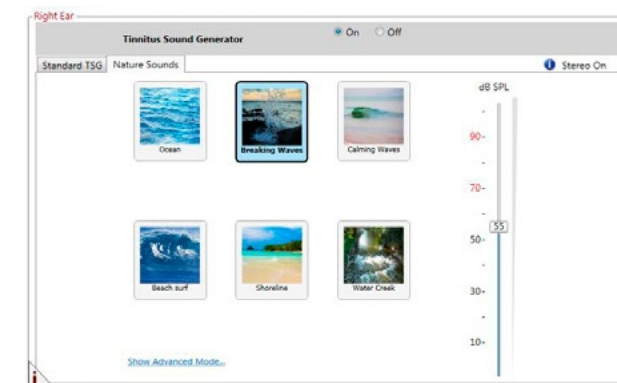 Right Ear
Tinnitus Sound Generator
On Off
Standard TSG Nature Sounds
Stereo On
dB SPL
Ocean
Breaking Waves
Calming Waves
90-
70-
55
50-
Beach surf
Shoreline
Water Creek
30-
10-
Show Advanced Mode...